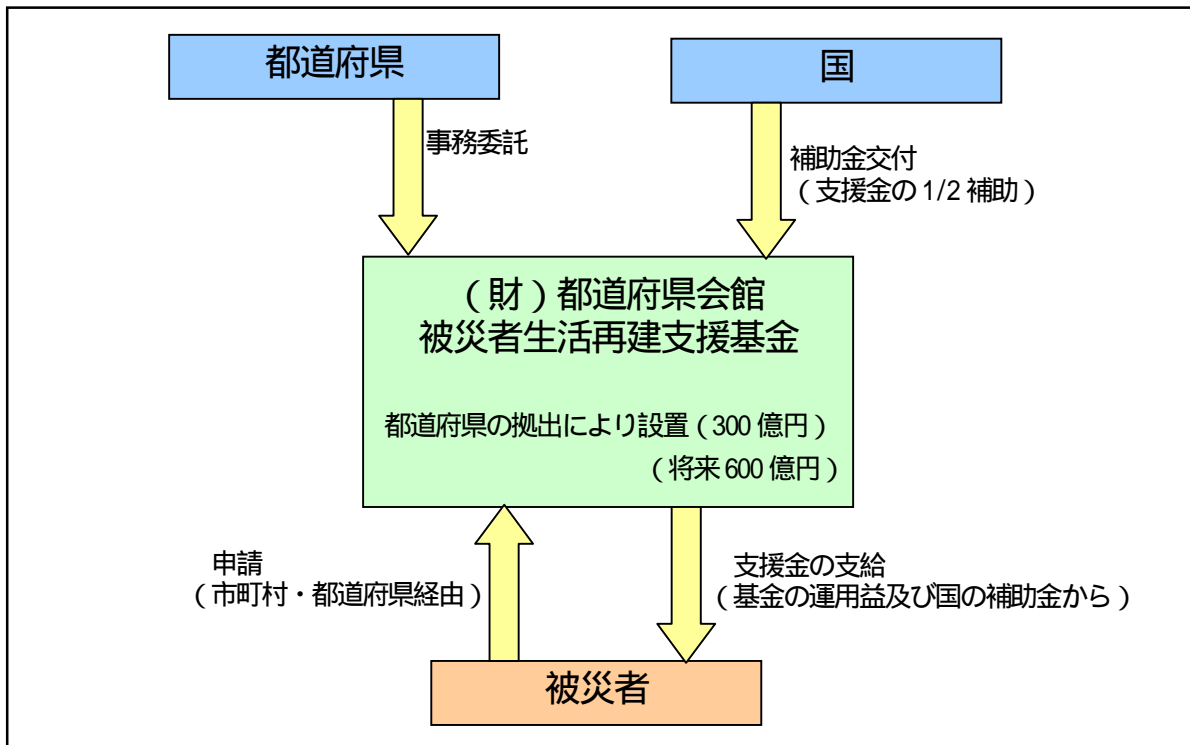 都道府県
国
事務委託
補助金交付
（支援金の 1/2 補助）
（財）都道府県会館
被災者生活再建支援基金
都道府県の拠出により設置（300 億円）
（将来 600 億円）
申請
（市町村・都道府県経由）
支援金の支給
（基金の運用益及び国の補助金から）
被災者